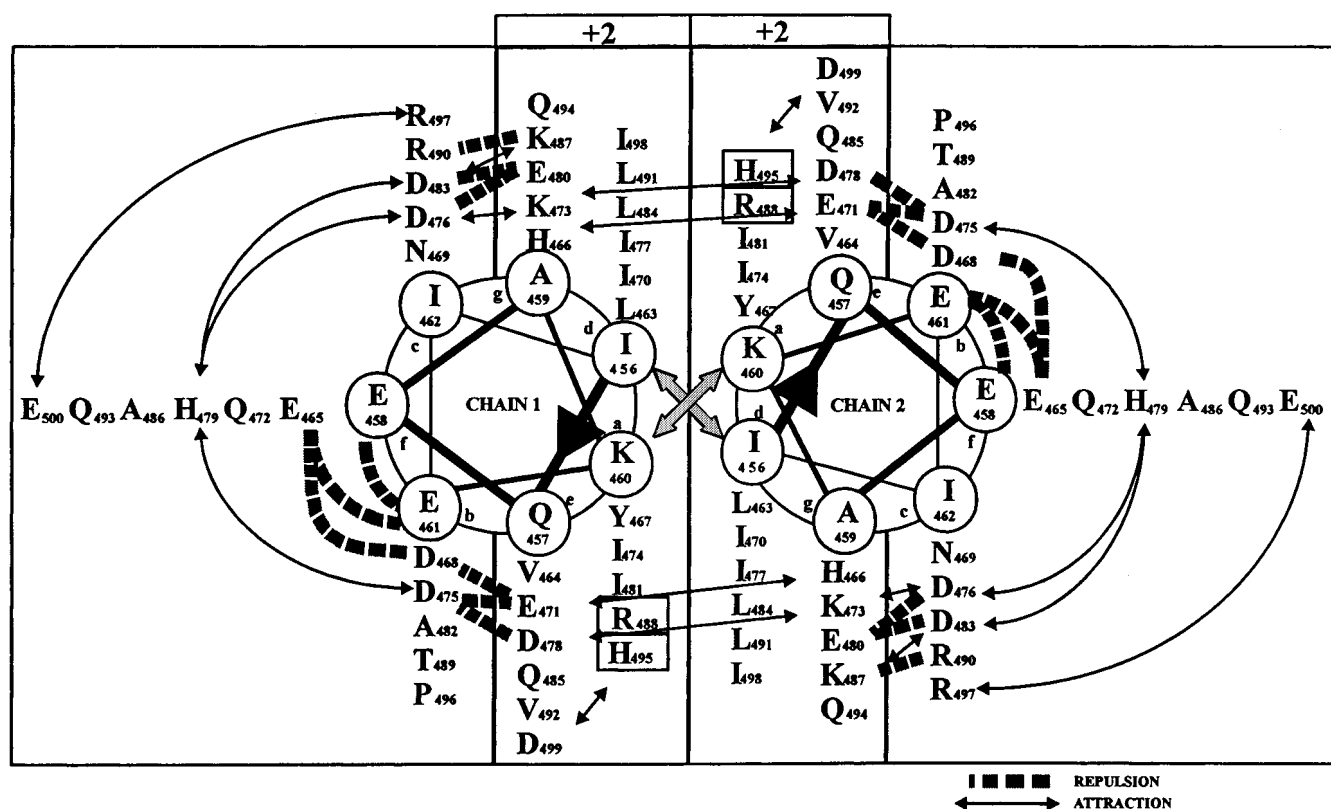 +2 +2
D499
Q494 V492
R497 P496
K487 I498 Q485
R490 T489
E480 L491 H495 D478
D483 A482
K473 L484 R488 E471
D476 D475
H466 I477 I481 V464
N469 D468
I470 I474
A 459 g Q 457 e
L463 Y467
I 462 d a E 461
c I 456 K 460 b
E500 Q493 A486 H479 Q472 E465 E 458 CHAIN 1 CHAIN 2 E 458 E465 Q472 H479 A486 Q493 E500
f a d f
K 460 I 456
E 461 b e g c I 462
Q 457 A 459
Y467 L463
D468 N469
V464 I474 I470 H466
D475 D476
E471 I481 I477 K473
A482 R488 L484 D483
D478 E480
T489 H495 L491 R490
Q485 I498 K487
P496 R497
V492 Q494
D499
REPULSION
ATTRACTION